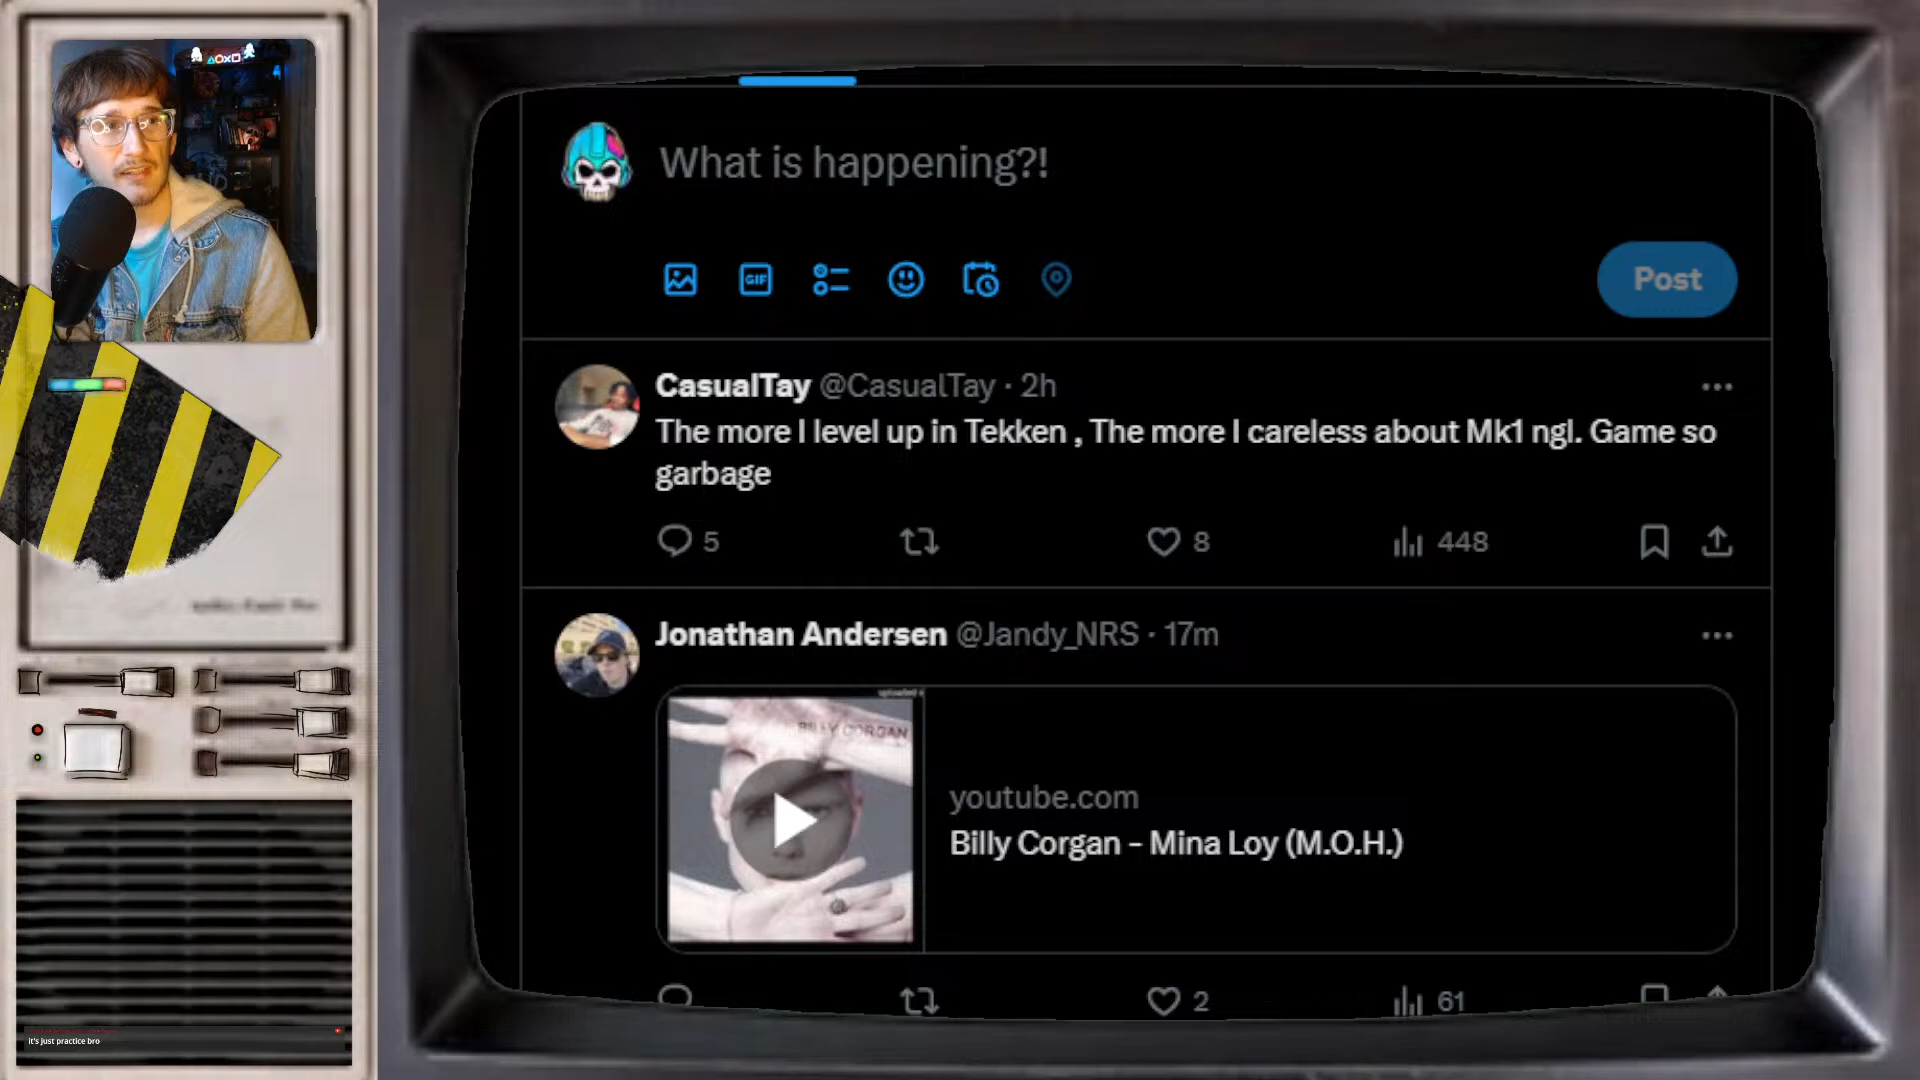 What is happening?!
GIF
Post
CasualTay @CasualTay · 2h
The more I level up in Tekken , The more I careless about Mk1 ngl. Game so
garbage
5
8
448
Jonathan Andersen @Jandy_NRS · 17m
BILLY CORGAN
youtube.com
Billy Corgan - Mina Loy (M.O.H.)
2
61
it's just practice bro